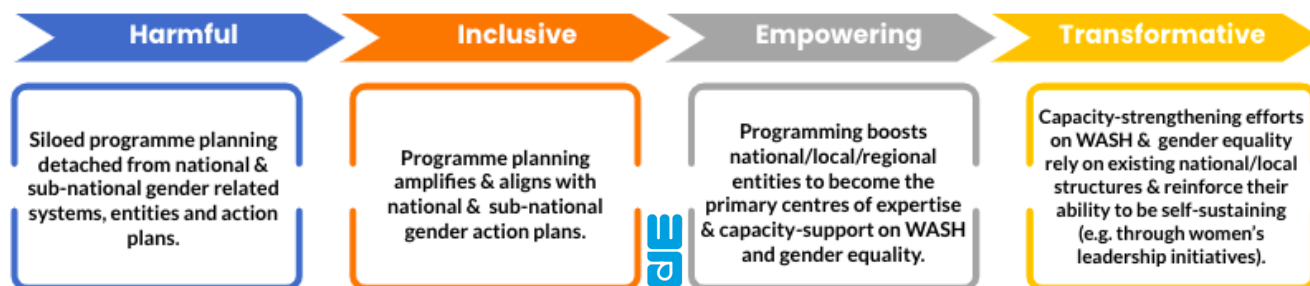 Harmful
Inclusive
Empowering
Transformative
Siloed programme planning
detached from national &
sub-national gender related
systems, entities and action
plans.
Programme planning
amplifies & aligns with
national & sub-national
gender action plans.
Programming boosts
national/local/regional
entities to become the
primary centres of expertise
& capacity-support on WASH
and gender equality.
Capacity-strengthening efforts
on WASH & gender equality
rely on existing national/local
structures & reinforce their
ability to be self-sustaining
(e.g. through women’s
leadership initiatives).